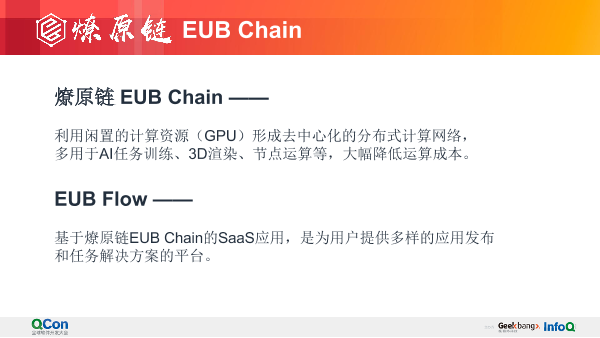 燎原链 EUB Chain
燎原链 EUB Chain ——
利用闲置的计算资源（GPU）形成去中心化的分布式计算网络，
多用于AI任务训练、3D渲染、节点运算等，大幅降低运算成本。
EUB Flow ——
基于燎原链EUB Chain的SaaS应用，是为用户提供多样的应用发布
和任务解决方案的平台。
QCon
全球软件开发大会
Geekbang>. InfoQ